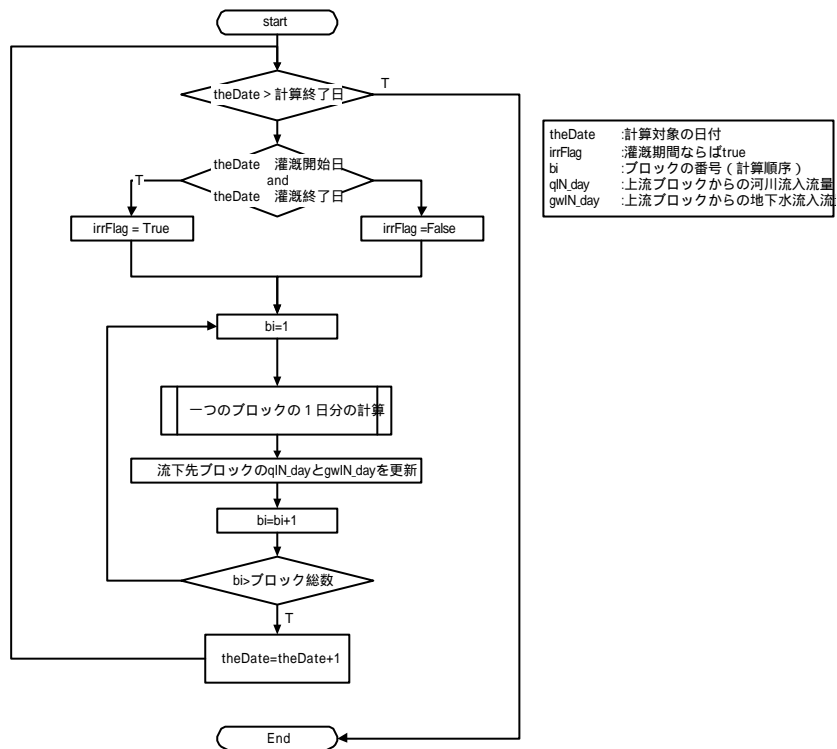 start
theDate > 計算終了日
T
theDate 灌漑開始日
and
theDate 灌漑終了日
T
irrFlag = True
irrFlag =False
bi=1
一つのブロックの1日分の計算
流下先ブロックのqIN_dayとgwIN_dayを更新
bi=bi+1
bi>ブロック総数
T
theDate=theDate+1
End
theDate :計算対象の日付
irrFlag :灌漑期間ならばtrue
bi :ブロックの番号(計算順序)
qIN_day :上流ブロックからの河川流入流量
gwIN_day :上流ブロックからの地下水流入流